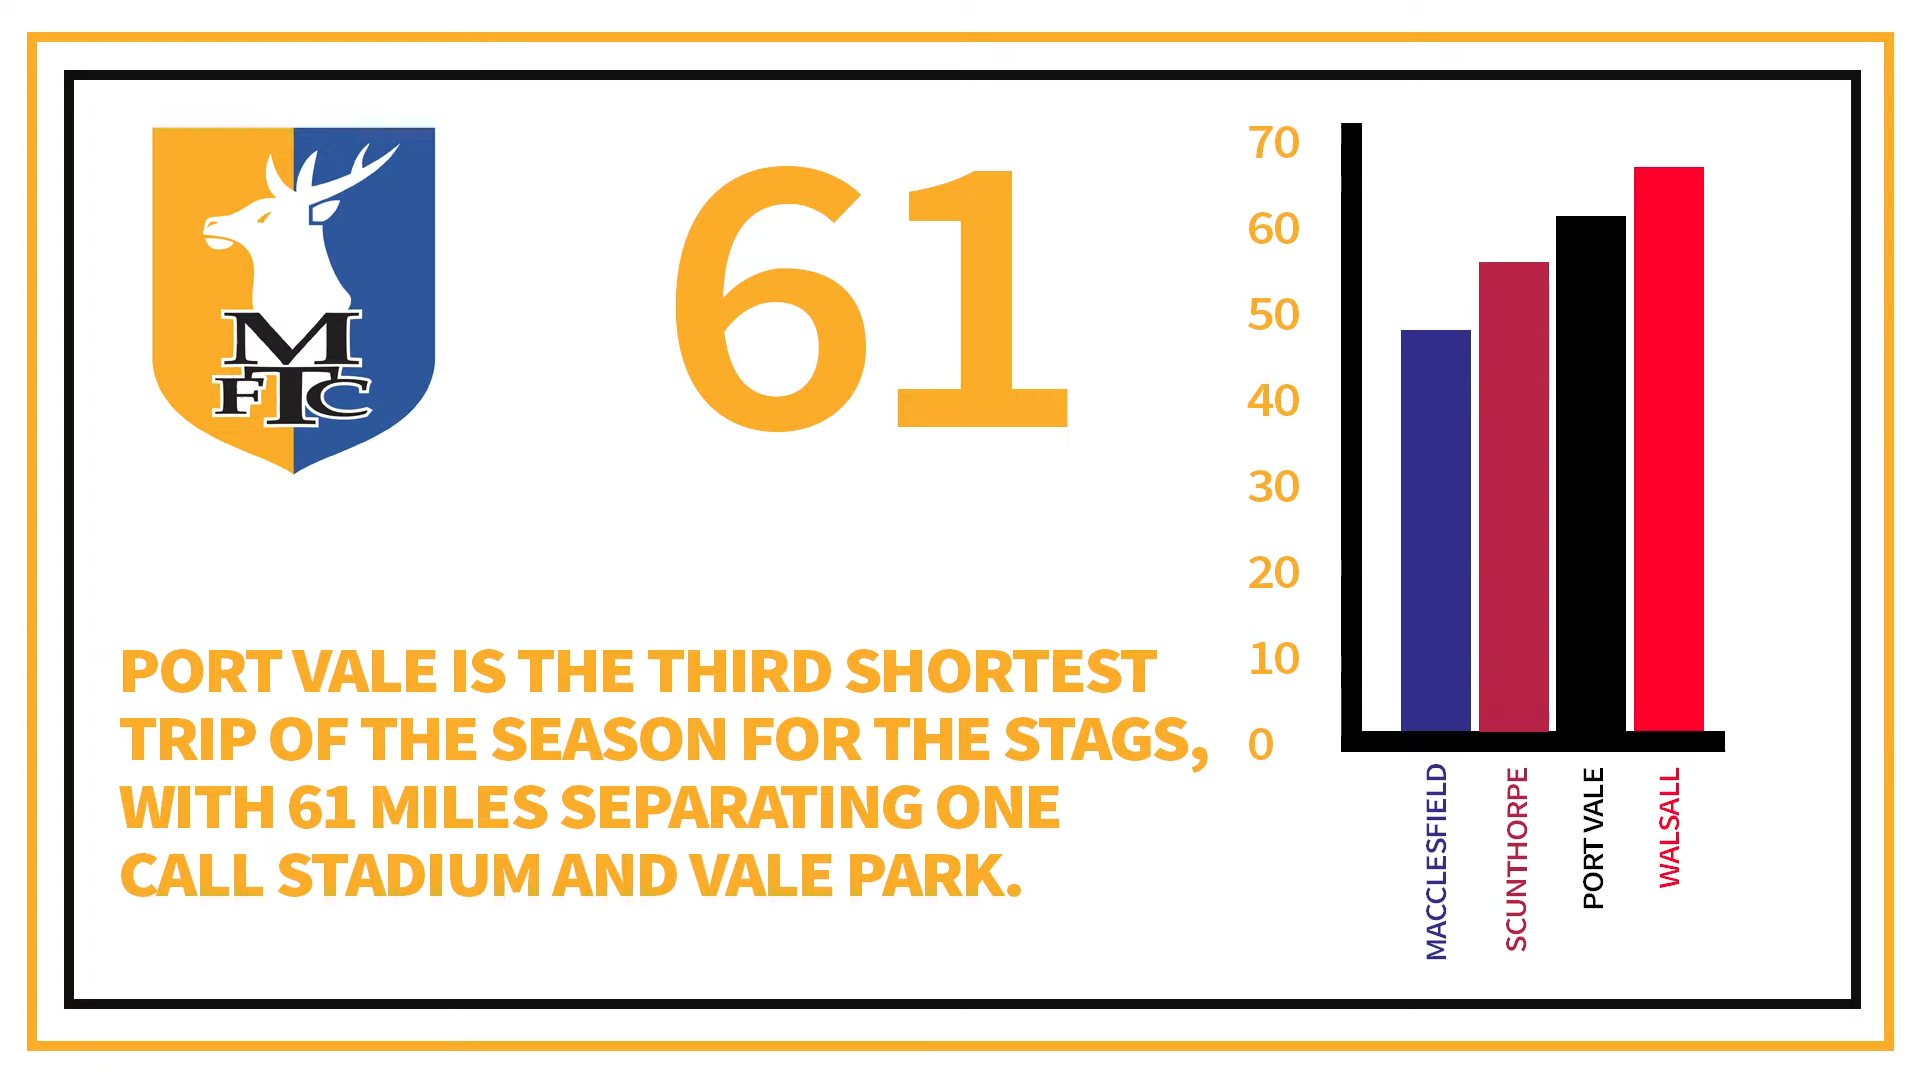 M
FTC
61
PORT VALE IS THE THIRD SHORTEST
TRIP OF THE SEASON FOR THE STAGS,
WITH 61 MILES SEPARATING ONE
CALL STADIUM AND VALE PARK.
70
60
50
40
30
20
10
0
MACCLESFIELD
SCUNTHORPE
PORT VALE
WALSALL